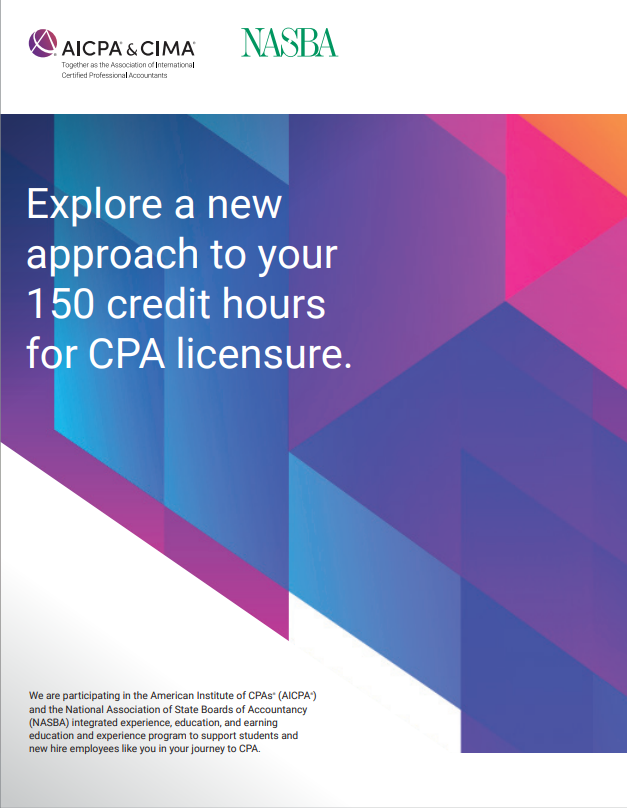 AICPA® & CIMA®
Together as the Association of International
Certified Professional Accountants
NASBA
Explore a new
approach to your
150 credit hours
for CPA licensure.
We are participating in the American Institute of CPAs® (AICPA®)
and the National Association of State Boards of Accountancy
(NASBA) integrated experience, education, and earning
education and experience program to support students and
new hire employees like you in your journey to CPA.